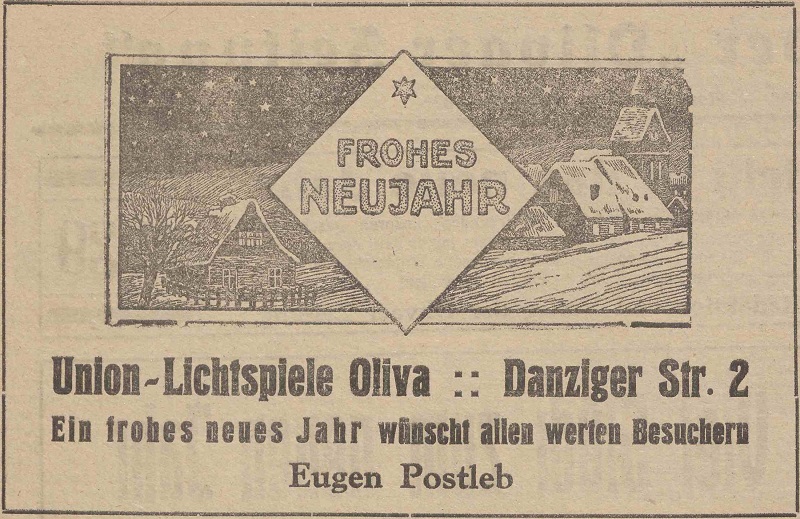 FROHES
NEUJAHR
Union-Lichtspiele Oliva :: Danziger Str. 2
Ein frohes neues Jahr wünscht allen werten Besuchern
Eugen Postleb